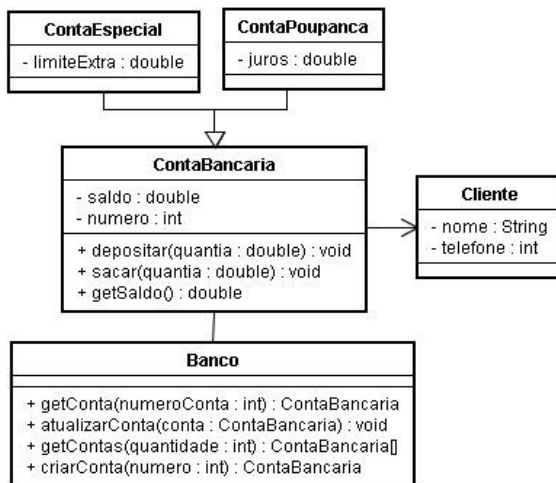 ContaEspecial
- limiteExtra : double
ContaPoupanca
- juros : double
ContaBancaria
- saldo : double
- numero : int
+ depositar(quantia : double) : void
+ sacar(quantia : double) : void
+ getSaldo() : double
Cliente
- nome : String
- telefone : int
Banco
+ getConta(numeroConta : int) : ContaBancaria
+ atualizarConta(conta : ContaBancaria) : void
+ getContas(quantidade : int) : ContaBancaria[]
+ criarConta(numero : int) : ContaBancaria